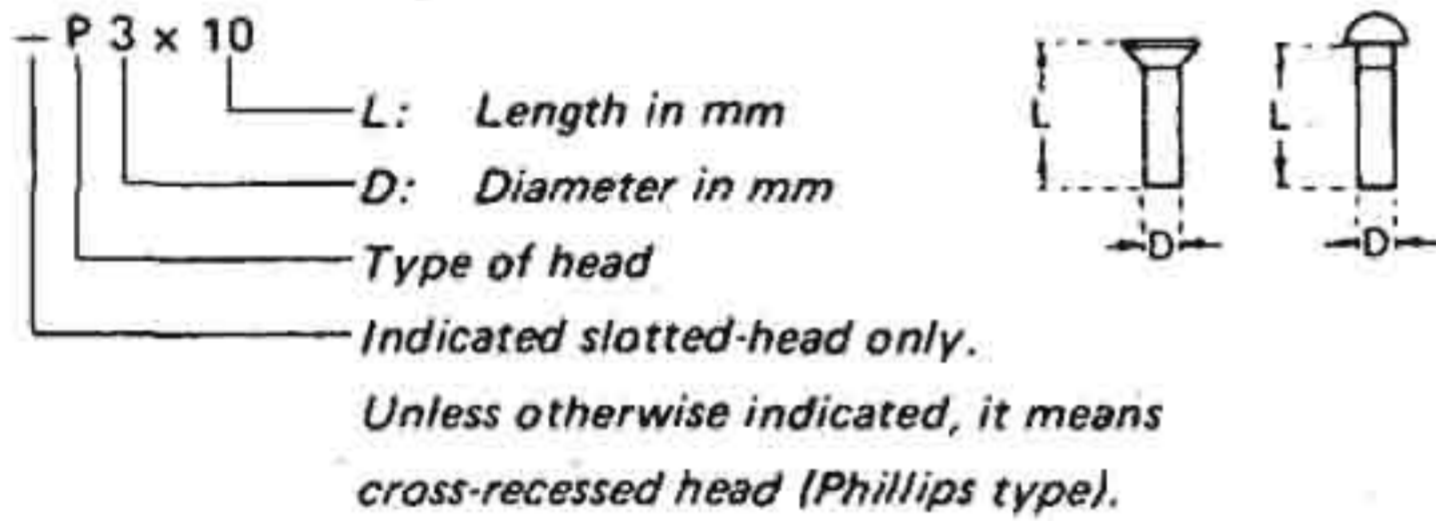 – P 3 x 10
L: Length in mm
D: Diameter in mm
Type of head
Indicated slotted-head only.
Unless otherwise indicated, it means
cross-recessed head (Phillips type).
L
D
L
D